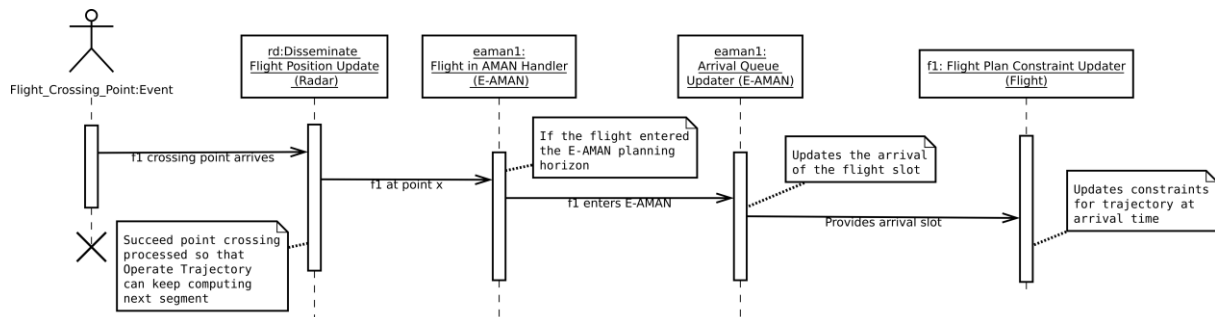 Flight_Crossing_Point:Event
rd:Disseminate
Flight Position Update
(Radar)
eaman1:
Flight in AMAN Handler
(E-AMAN)
eaman1:
Arrival Queue
Updater (E-AMAN)
f1: Flight Plan Constraint Updater
(Flight)
f1 crossing point arrives
f1 at point x
If the flight entered
the E-AMAN planning
horizon
f1 enters E-AMAN
Updates the arrival
of the flight slot
Provides arrival slot
Updates constraints
for trajectory at
arrival time
Succeed point crossing
processed so that
Operate Trajectory
can keep computing
next segment